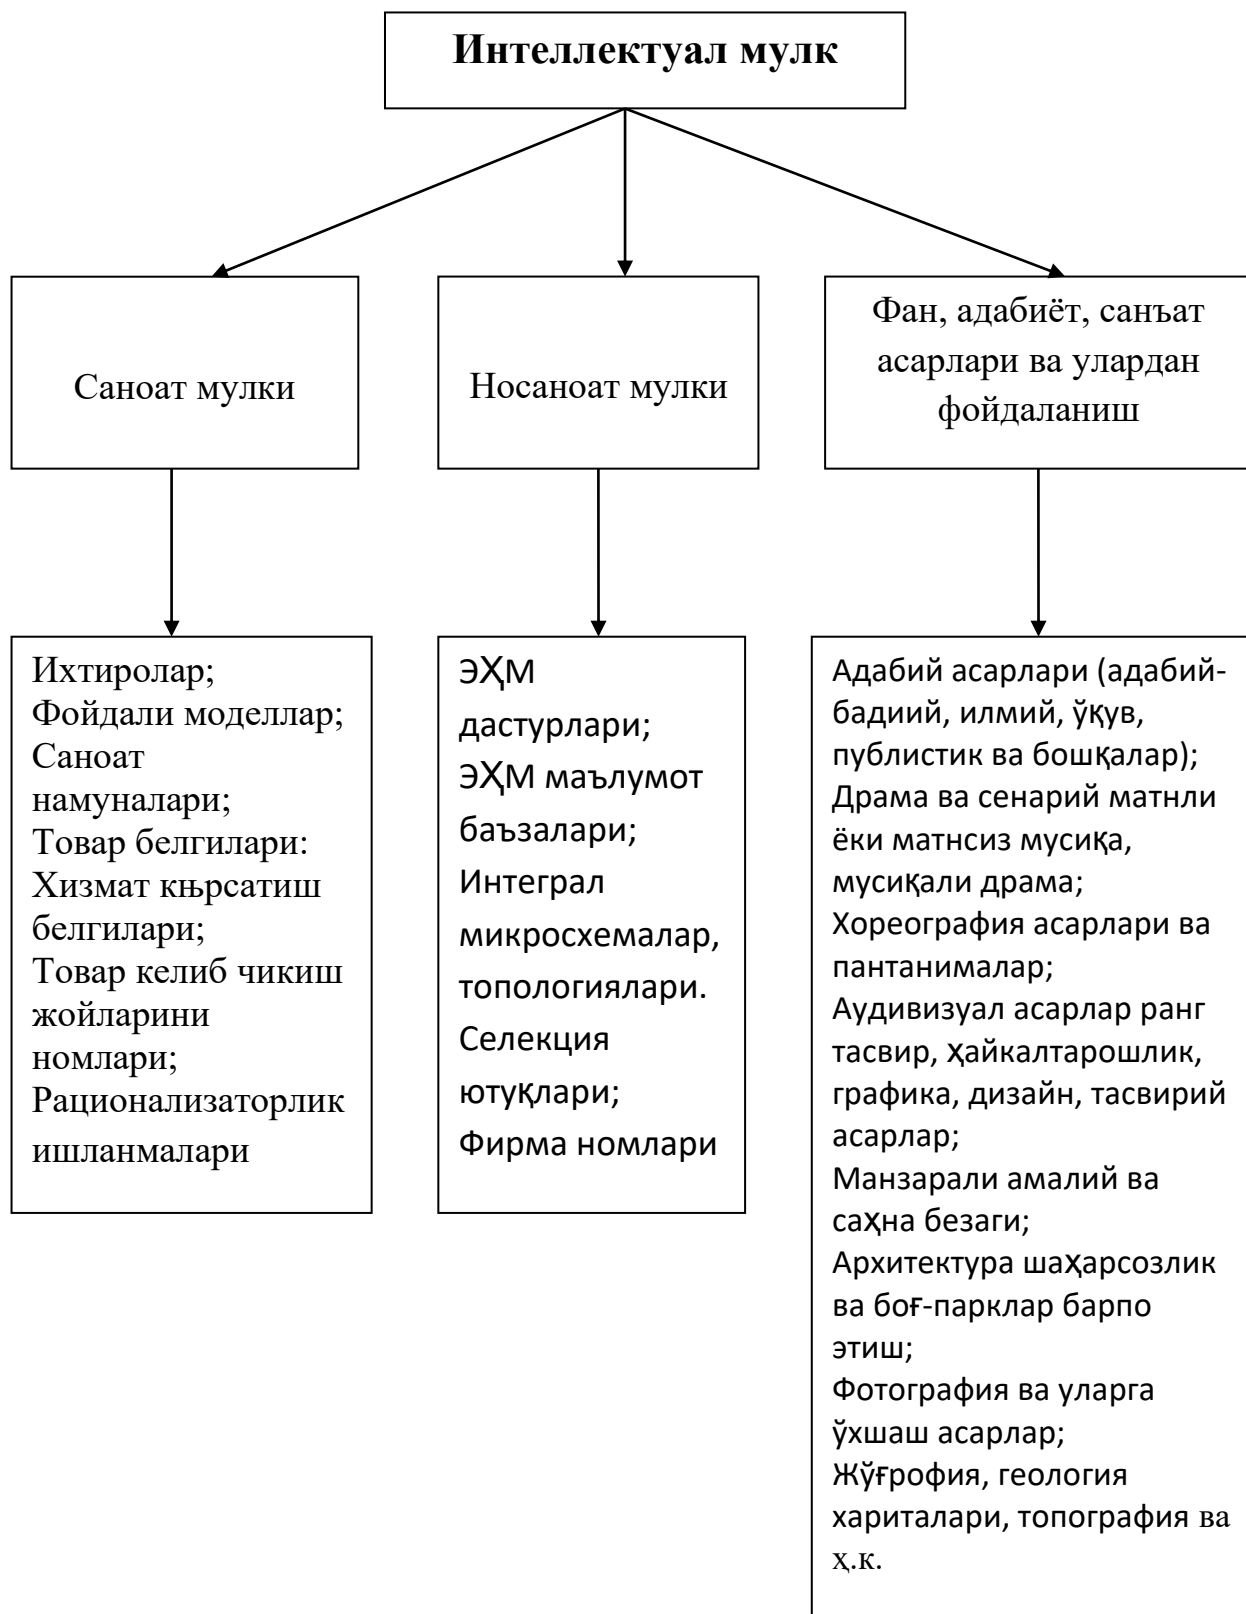 Интеллектуал мулк
Саноат мулки
Носаноат мулки
Фан, адабиёт, санъат
асарлари ва улардан
фойдаланиш
Ихтиролар;
Фойдали моделлар;
Саноат
намуналари;
Товар белгилари:
Хизмат књрсатиш
белгилари;
Товар келиб чикиш
жойларини
номлари;
Рационализаторлик
ишланмалари
ЭҲМ
дастурлари;
ЭҲМ маълумот
баъзалари;
Интеграл
микросхемалар,
топологиялари.
Селекция
ютуқлари;
Фирма номлари
Адабий асарлари (адабий-
бадиий, илмий, ўқув,
публистик ва бошқалар);
Драма ва сенарий матнли
ёки матнсиз мусиқа,
мусиқали драма;
Хореография асарлари ва
пантанималар;
Аудивизуал асарлар ранг
тасвир, ҳайкалтарошлик,
графика, дизайн, тасвирий
асарлар;
Манзарали амалий ва
саҳна безаги;
Архитектура шаҳарсозлик
ва боғ-парклар барпо
этиш;
Фотография ва уларга
ўхшаш асарлар;
Жўғрофия, геология
хариталари, топография ва
ҳ.к.